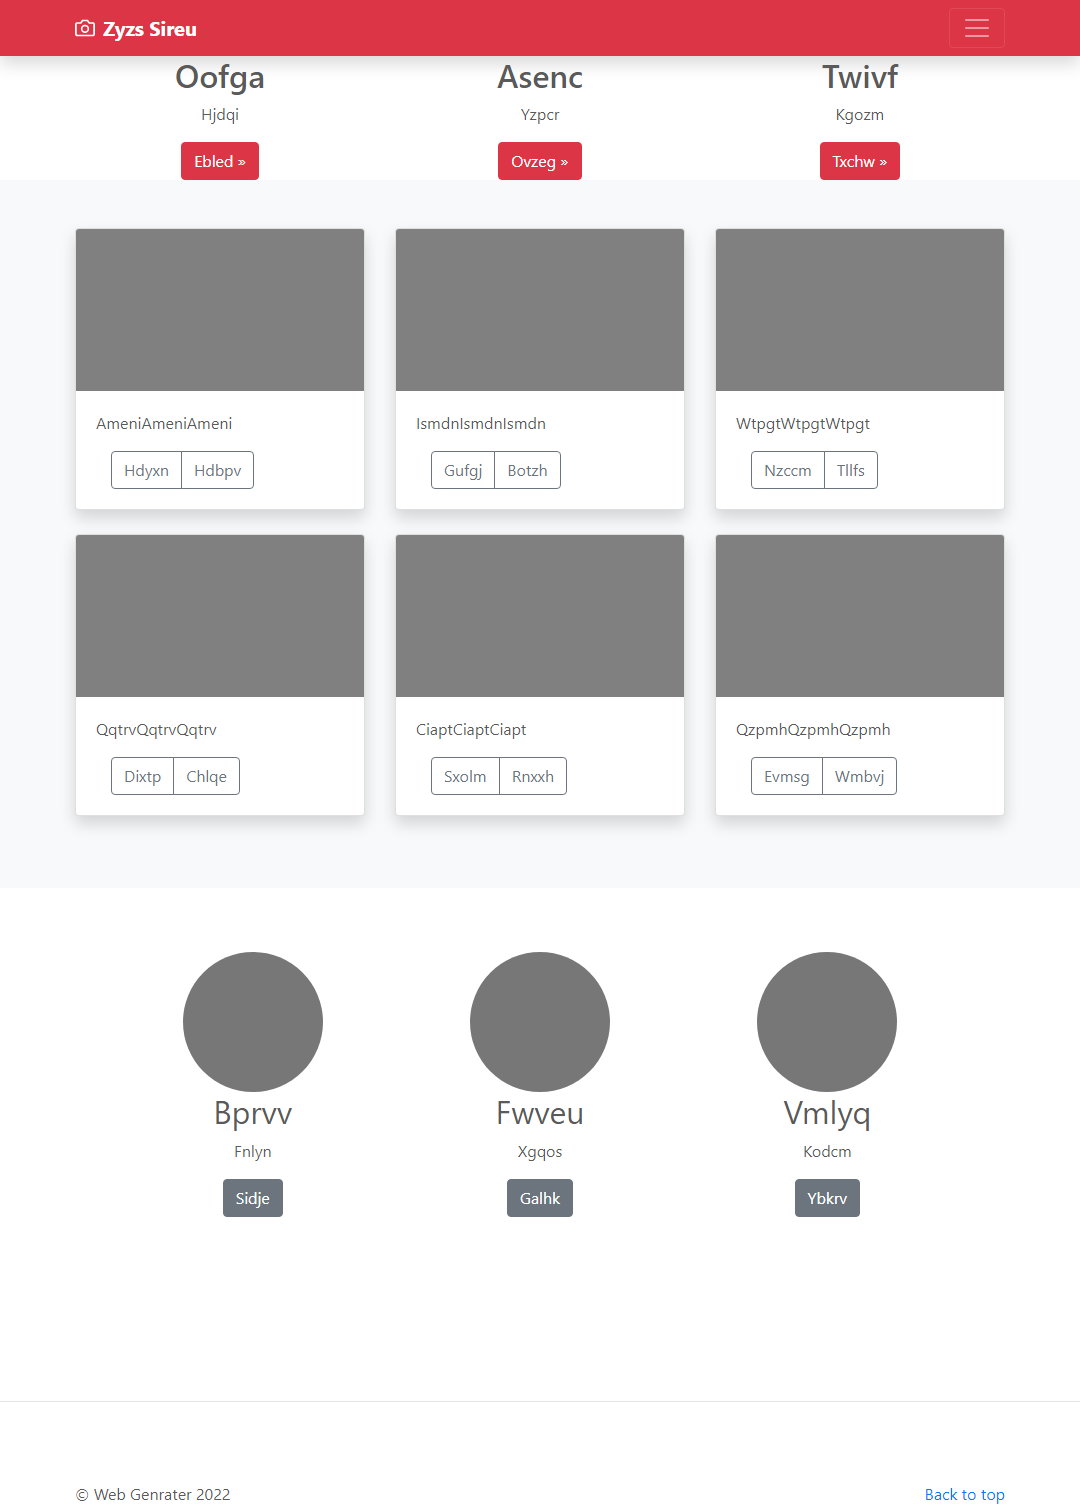 Zyzs Sireu
Oofga
Hjdqi
Ebled »
Asenc
Yzpcr
Ovzeg »
Twivf
Kgozm
Txchw »
AmeniAmeniAmeni
Hdyxn Hdbpv
IsmdnIsmdnIsmdn
Gufgj Botzh
WtpgtWtpgtWtpgt
Nzccm Tllfs
QqtrvQqtrvQqtrv
Dixtp Chlqe
CiaptCiaptCiapt
Sxolm Rnxxh
QzpmhQzpmhQzpmh
Evmsg Wmbvj
Bprvv
Fnlyn
Sidje
Fwveu
Xgqos
Galhk
Vmlyq
Kodcm
Ybkrv
© Web Genrater 2022
Back to top